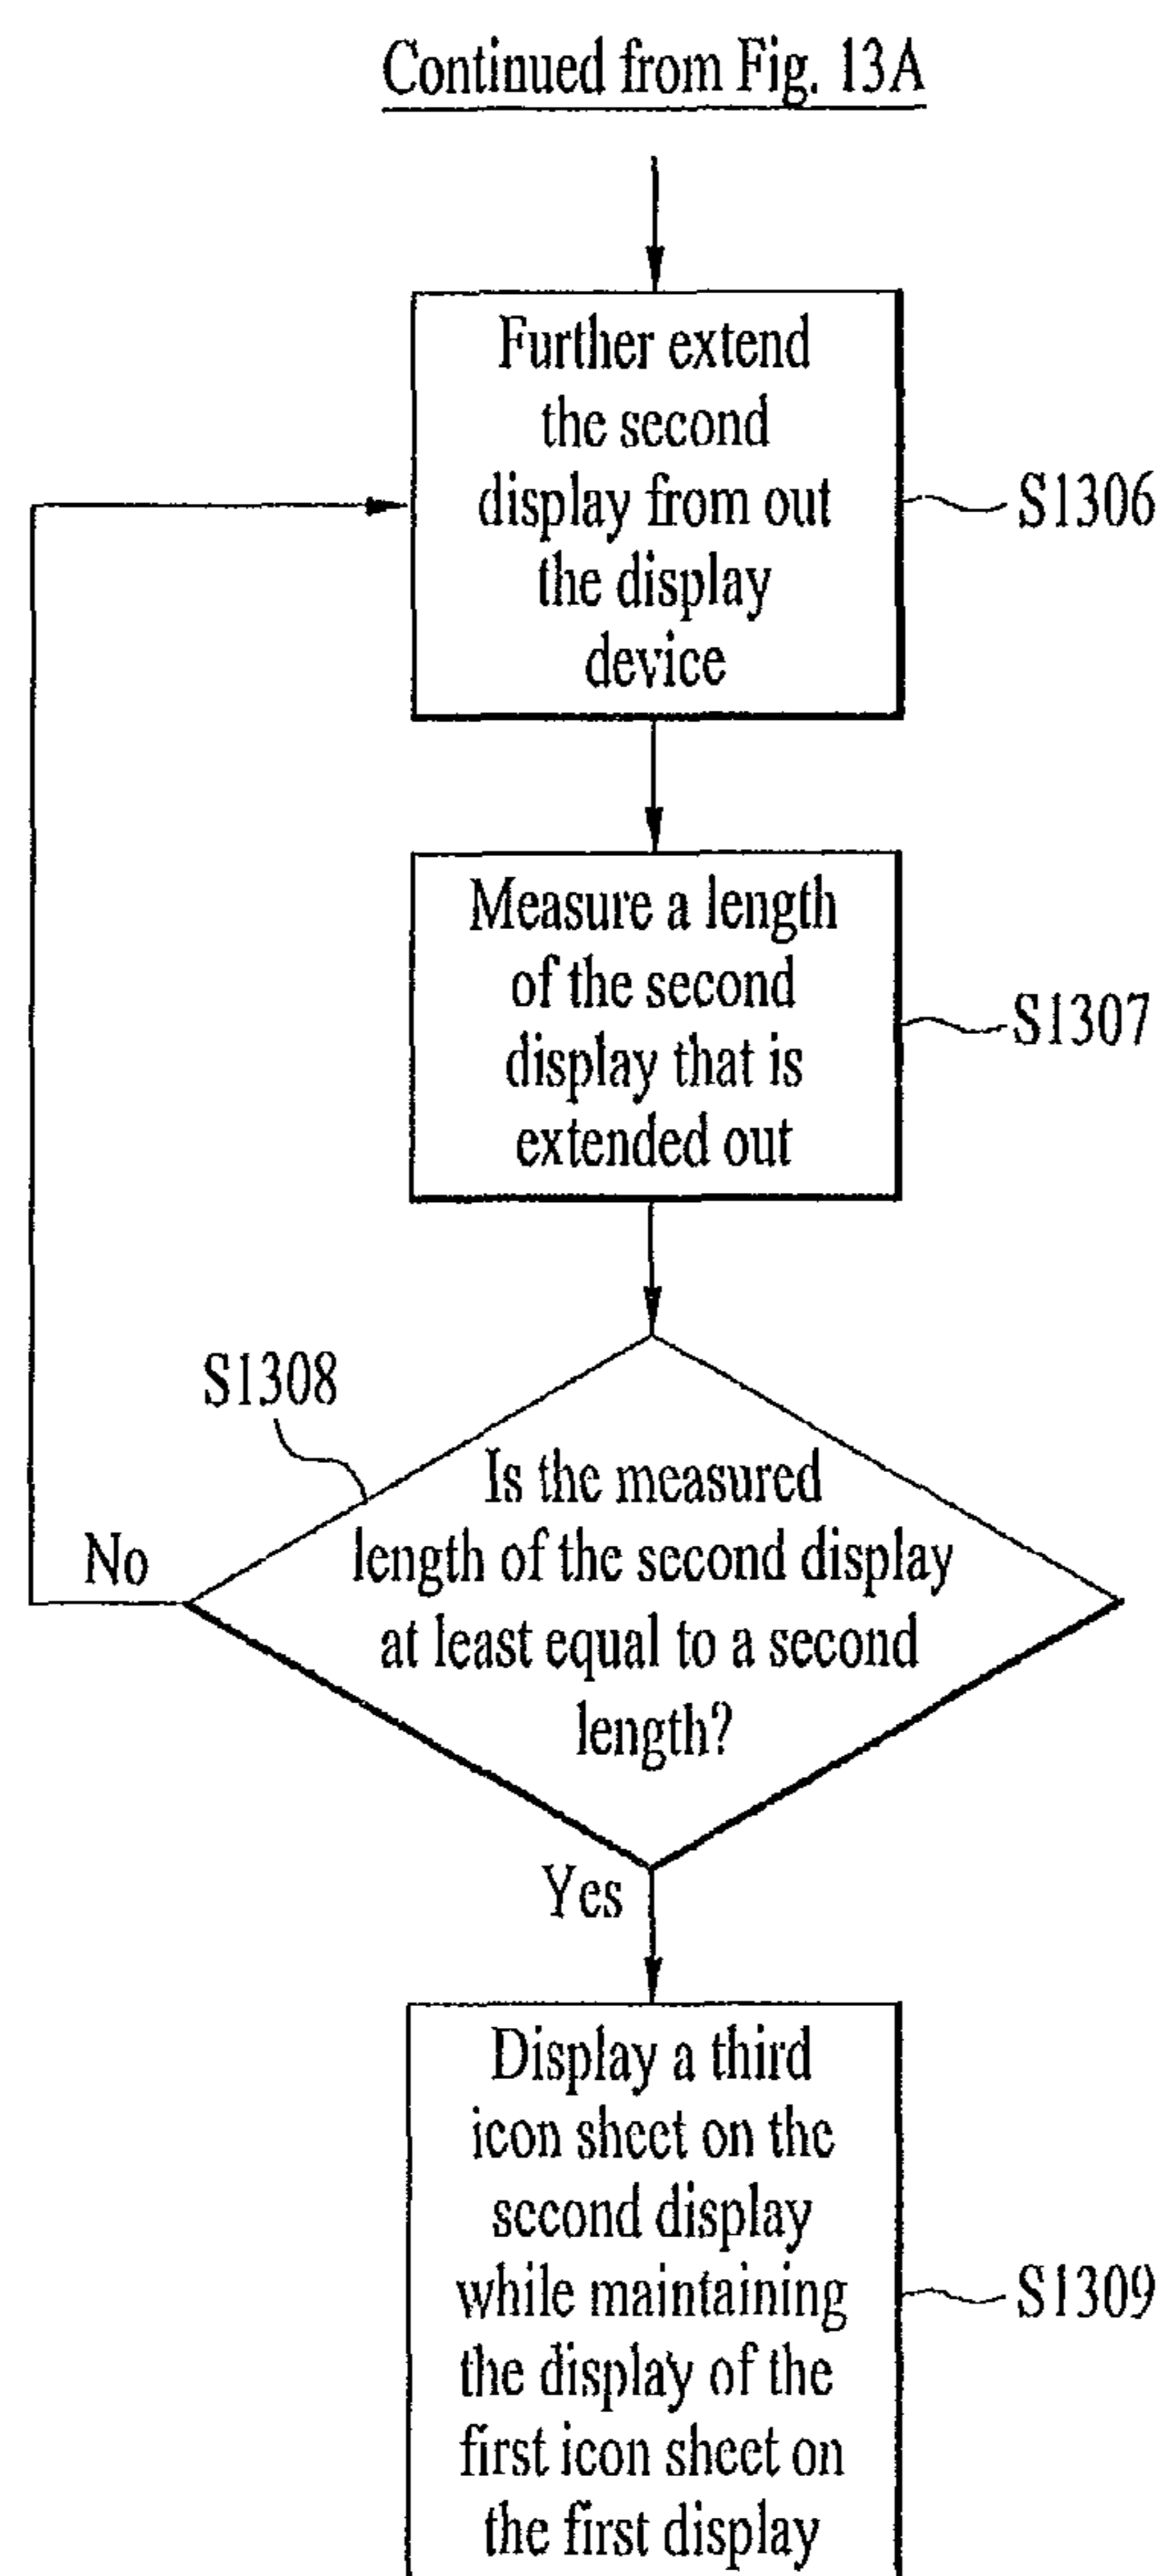 Continued from Fig. 13A
Further extend
the second
display from out
the display
device
S1306
Measure a length
of the second
display that is
extended out
S1307
S1308
Is the measured
length of the second display
at least equal to a second
length?
No
Yes
Display a third
icon sheet on the
second display
while maintaining
the display of the
first icon sheet on
the first display
S1309